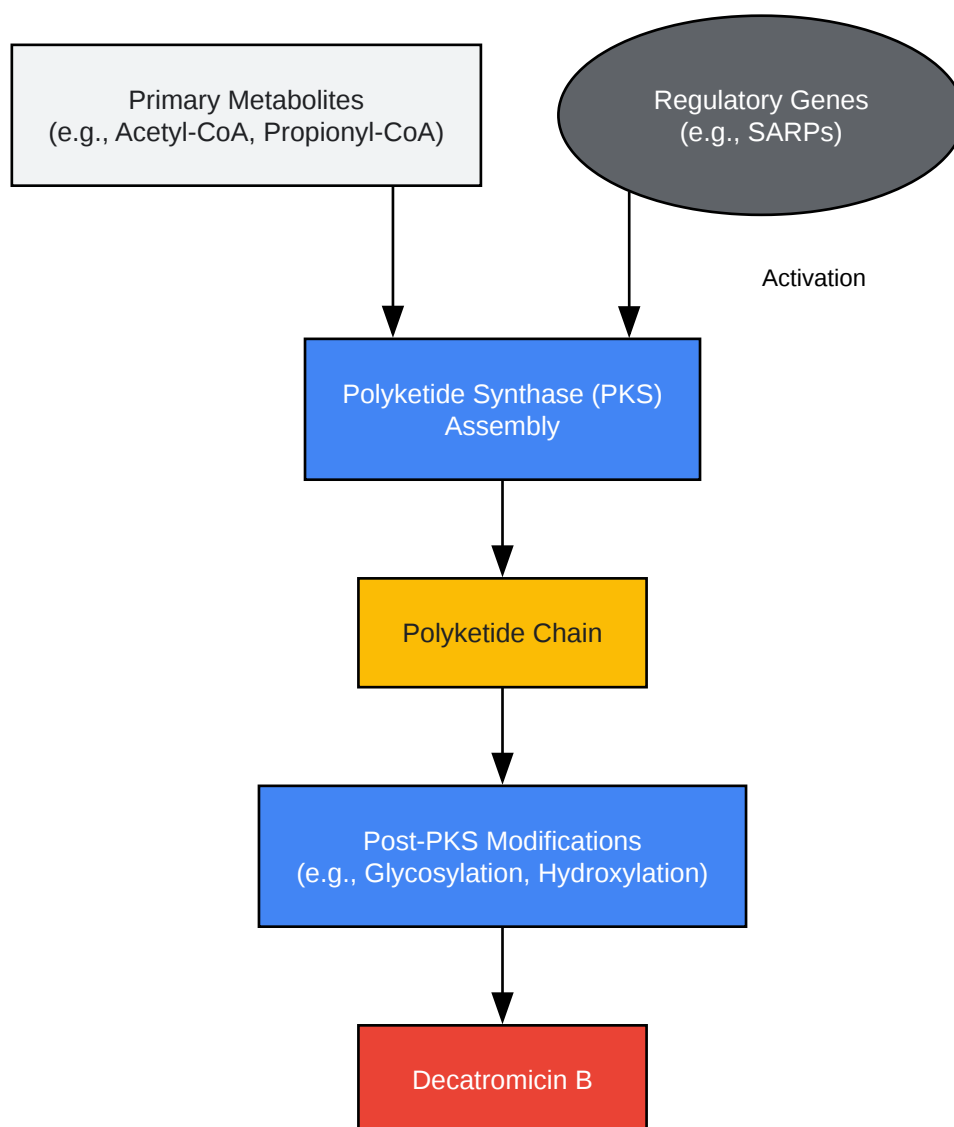 Primary Metabolites
(e.g., Acetyl-CoA, Propionyl-CoA)
Regulatory Genes
(e.g., SARPs)
Activation
Polyketide Synthase (PKS)
Assembly
Polyketide Chain
Post-PKS Modifications
(e.g., Glycosylation, Hydroxylation)
Decatromicin B